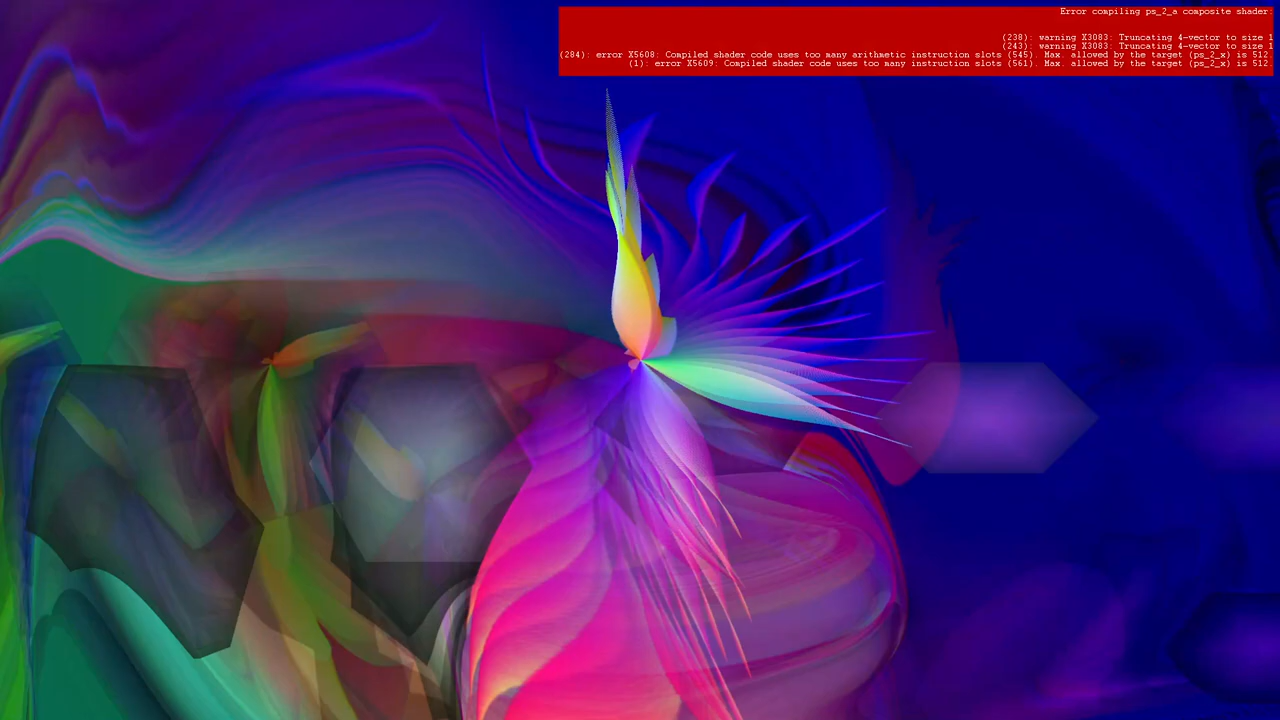 Error compiling ps_2_a composite shader:
(238): warning X3083: Truncating 4-vector to size 1
(243): warning X3083: Truncating 4-vector to size 1
(284): error X5608: Compiled shader code uses too many arithmetic instruction slots (545). Max. allowed by the target (ps_2_x) is 512.
(1): error X5609: Compiled shader code uses too many instruction slots (561). Max. allowed by the target (ps_2_x) is 512.